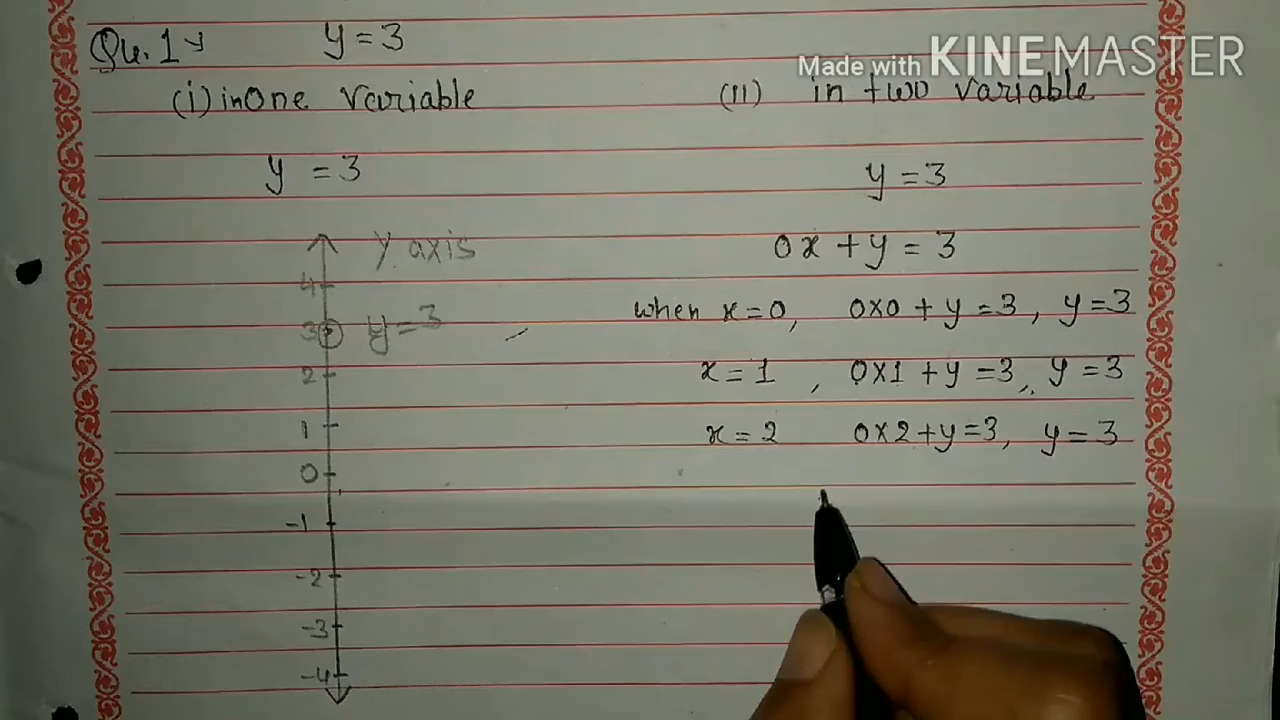 Qu. 1 y = 3
Made with KINEMASTER
(i) in One Variable
(II) in two variable
y = 3
y = 3
y axis
0x + y = 3
4
when x = 0, 0x0 + y = 3, y = 3
3 y = 3
2
x = 1, 0x1 + y = 3, y = 3
1
x = 2 0x2 + y = 3, y = 3
0
-1
-2
-3
-4